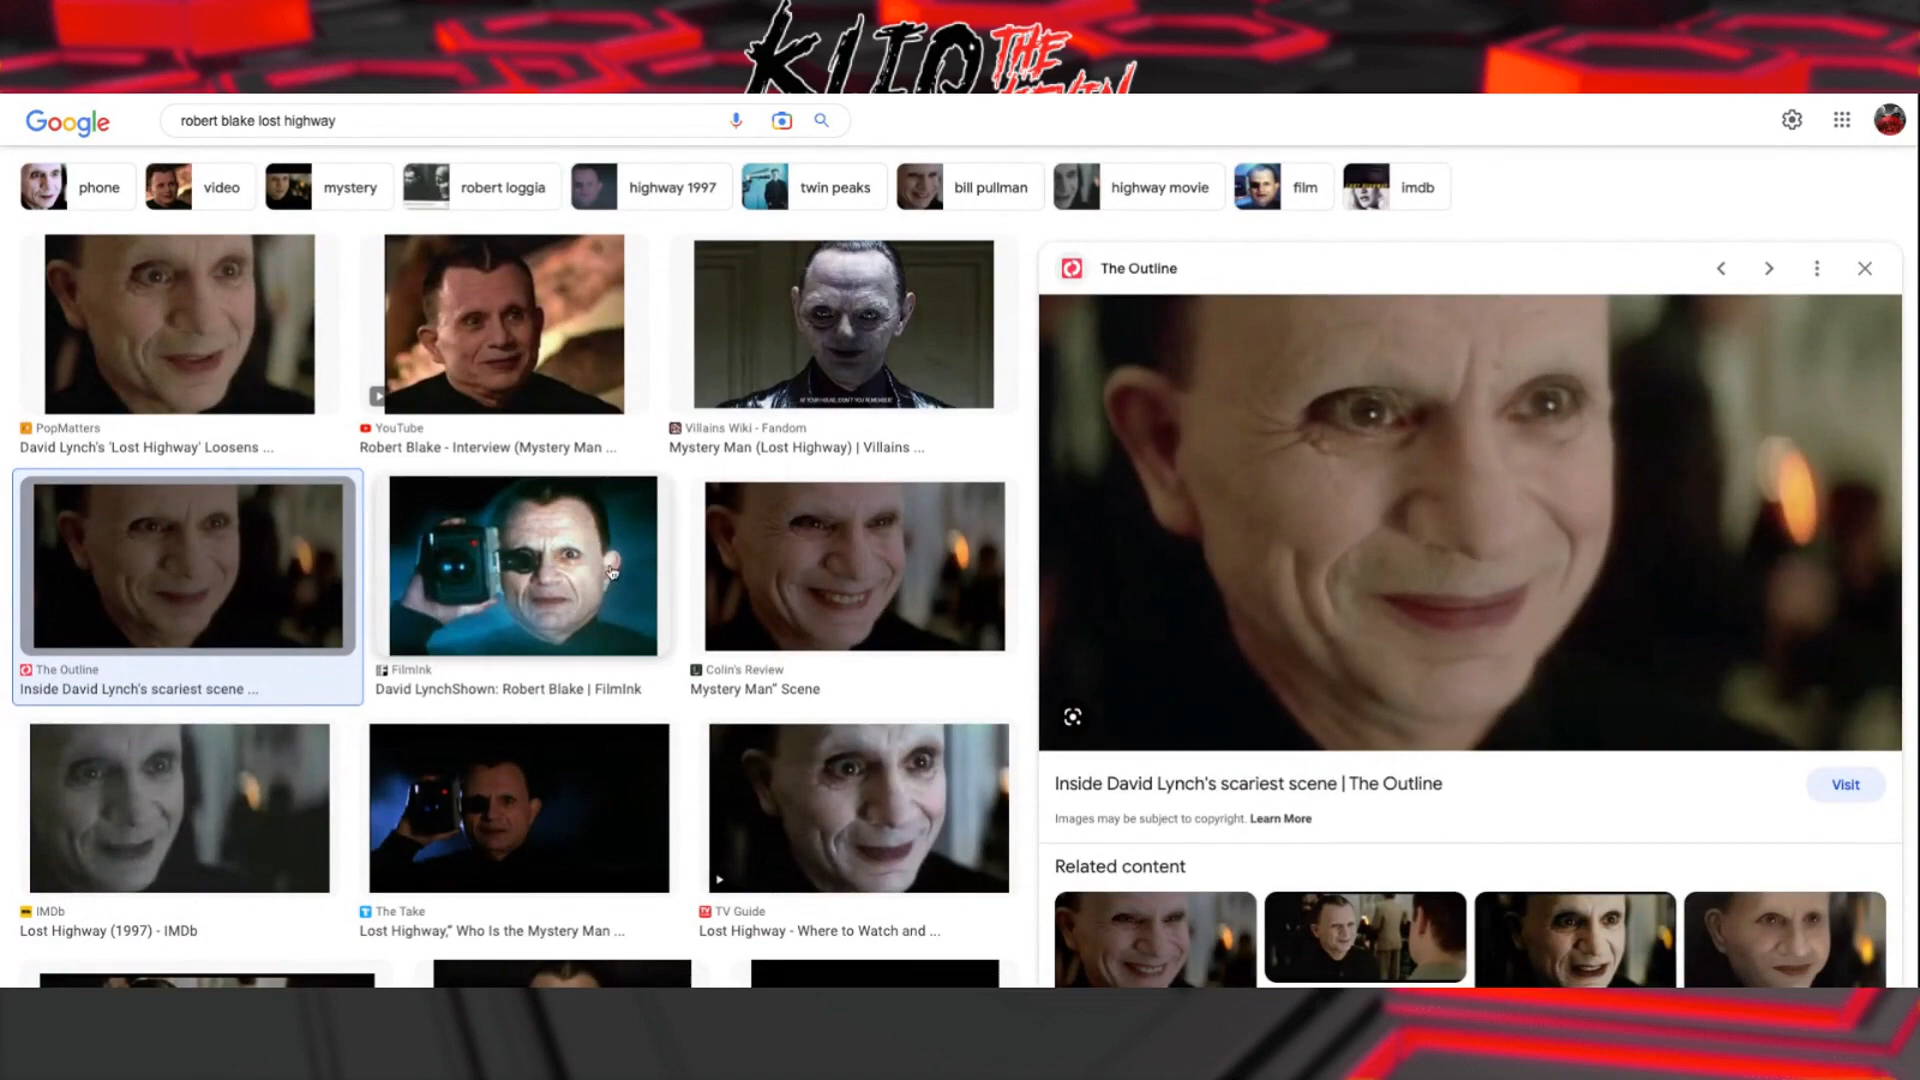 KITO THE
Google
robert blake lost highway
phone
video
mystery
robert loggia
highway 1997
twin peaks
bill pullman
highway movie
film
imdb
PopMatters
David Lynch's 'Lost Highway' Loosens ...
YouTube
Robert Blake - Interview (Mystery Man ...
Villains Wiki - Fandom
Mystery Man (Lost Highway) | Villains ...
The Outline
Inside David Lynch's scariest scene ...
FilmInk
David LynchShown: Robert Blake | FilmInk
Colin's Review
Mystery Man" Scene
IMDb
Lost Highway (1997) - IMDb
The Take
Lost Highway," Who Is the Mystery Man ...
TV Guide
Lost Highway - Where to Watch and ...
The Outline
Inside David Lynch's scariest scene | The Outline
Visit
Images may be subject to copyright. Learn More
Related content